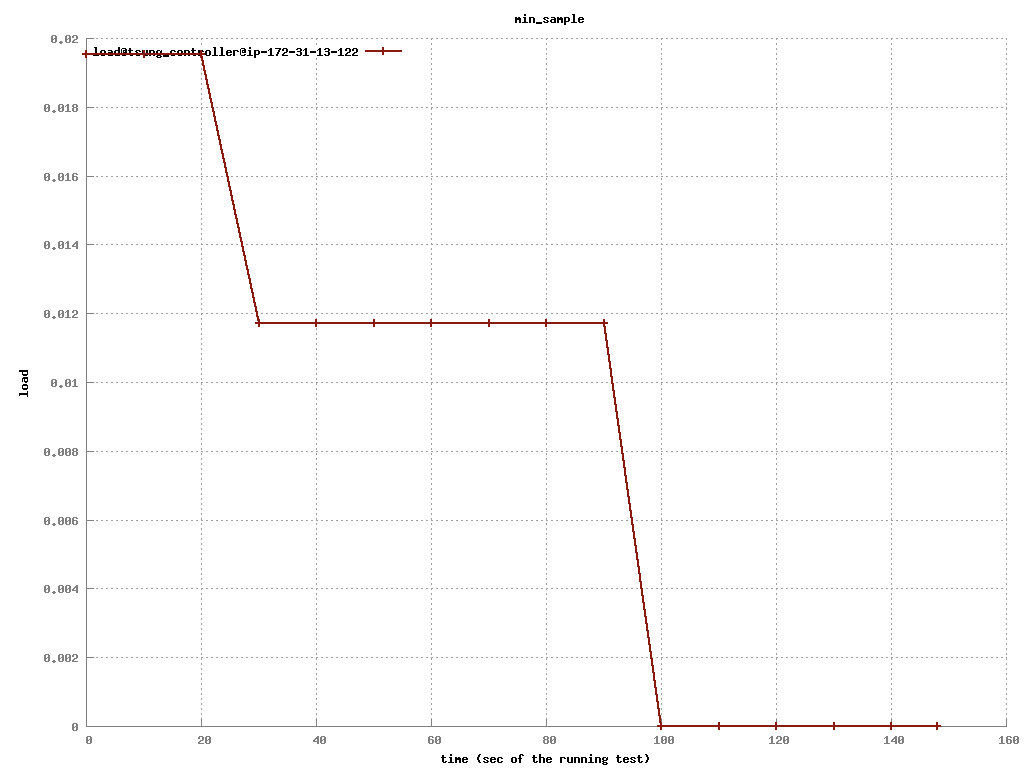 min_sample
0.02
load@tsung_controller@ip-172-31-13-122
0.018
0.016
0.014
0.012
load
0.01
0.008
0.006
0.004
0.002
0
0 20 40 60 80 100 120 140 160
time (sec of the running test)